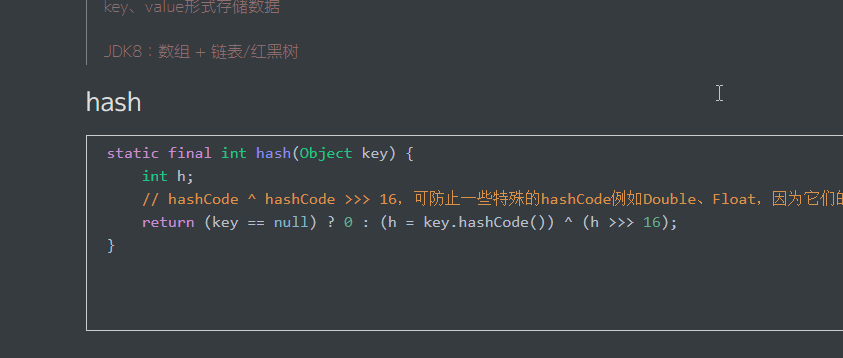 key、value形式存储数据
JDK8：数组 + 链表/红黑树
hash
static final int hash(Object key) {
    int h;
    // hashCode ^ hashCode >>> 16，可防止一些特殊的hashCode例如Double、Float，因为它们的
    return (key == null) ? 0 : (h = key.hashCode()) ^ (h >>> 16);
}